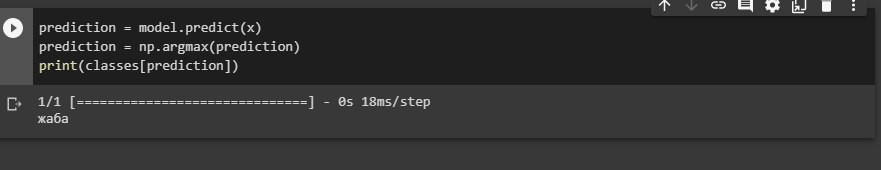 prediction = model.predict(x)
prediction = np.argmax(prediction)
print(classes[prediction])
1/1 [==============================] - 0s 18ms/step
жаба